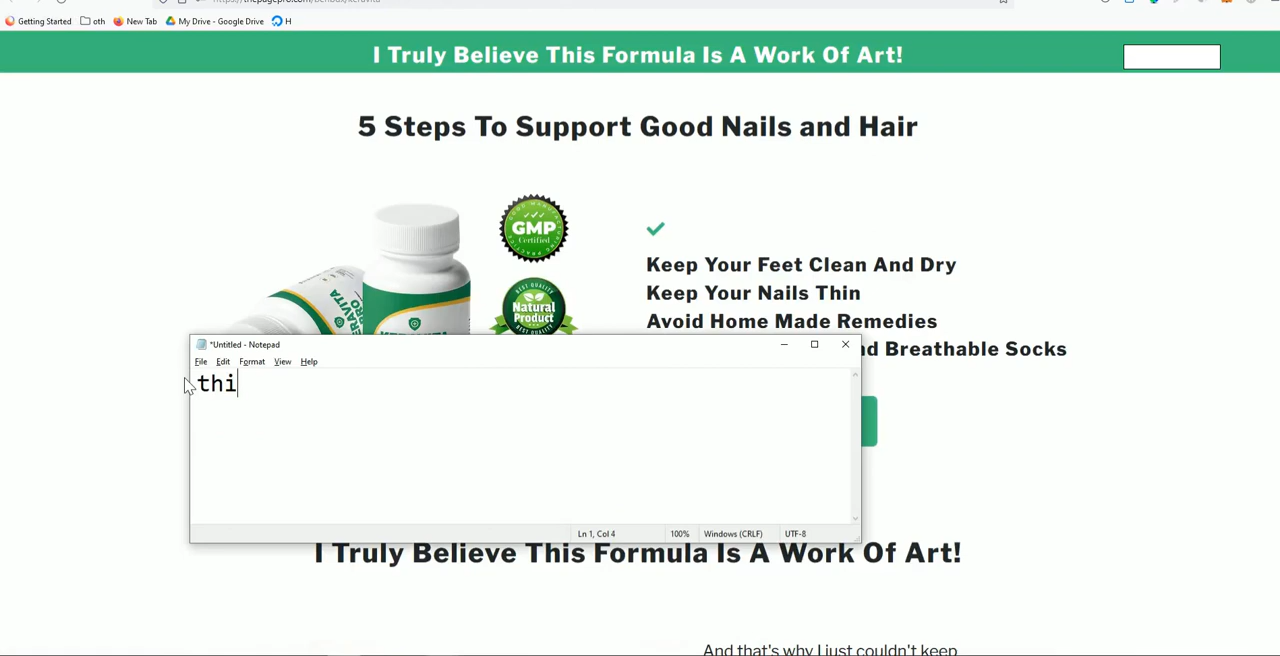 Getting Started oth New Tab My Drive - Google Drive H
I Truly Believe This Formula Is A Work Of Art!
5 Steps To Support Good Nails and Hair
GMP
Certified
BEST QUALITY
Natural
Product
Keep Your Feet Clean And Dry
Keep Your Nails Thin
Avoid Home Made Remedies
nd Breathable Socks
*Untitled - Notepad
File Edit Format View Help
thi
Ln 1, Col 4 100% Windows (CRLF) UTF-8
I Truly Believe This Formula Is A Work Of Art!
And that's why I just couldn't keep